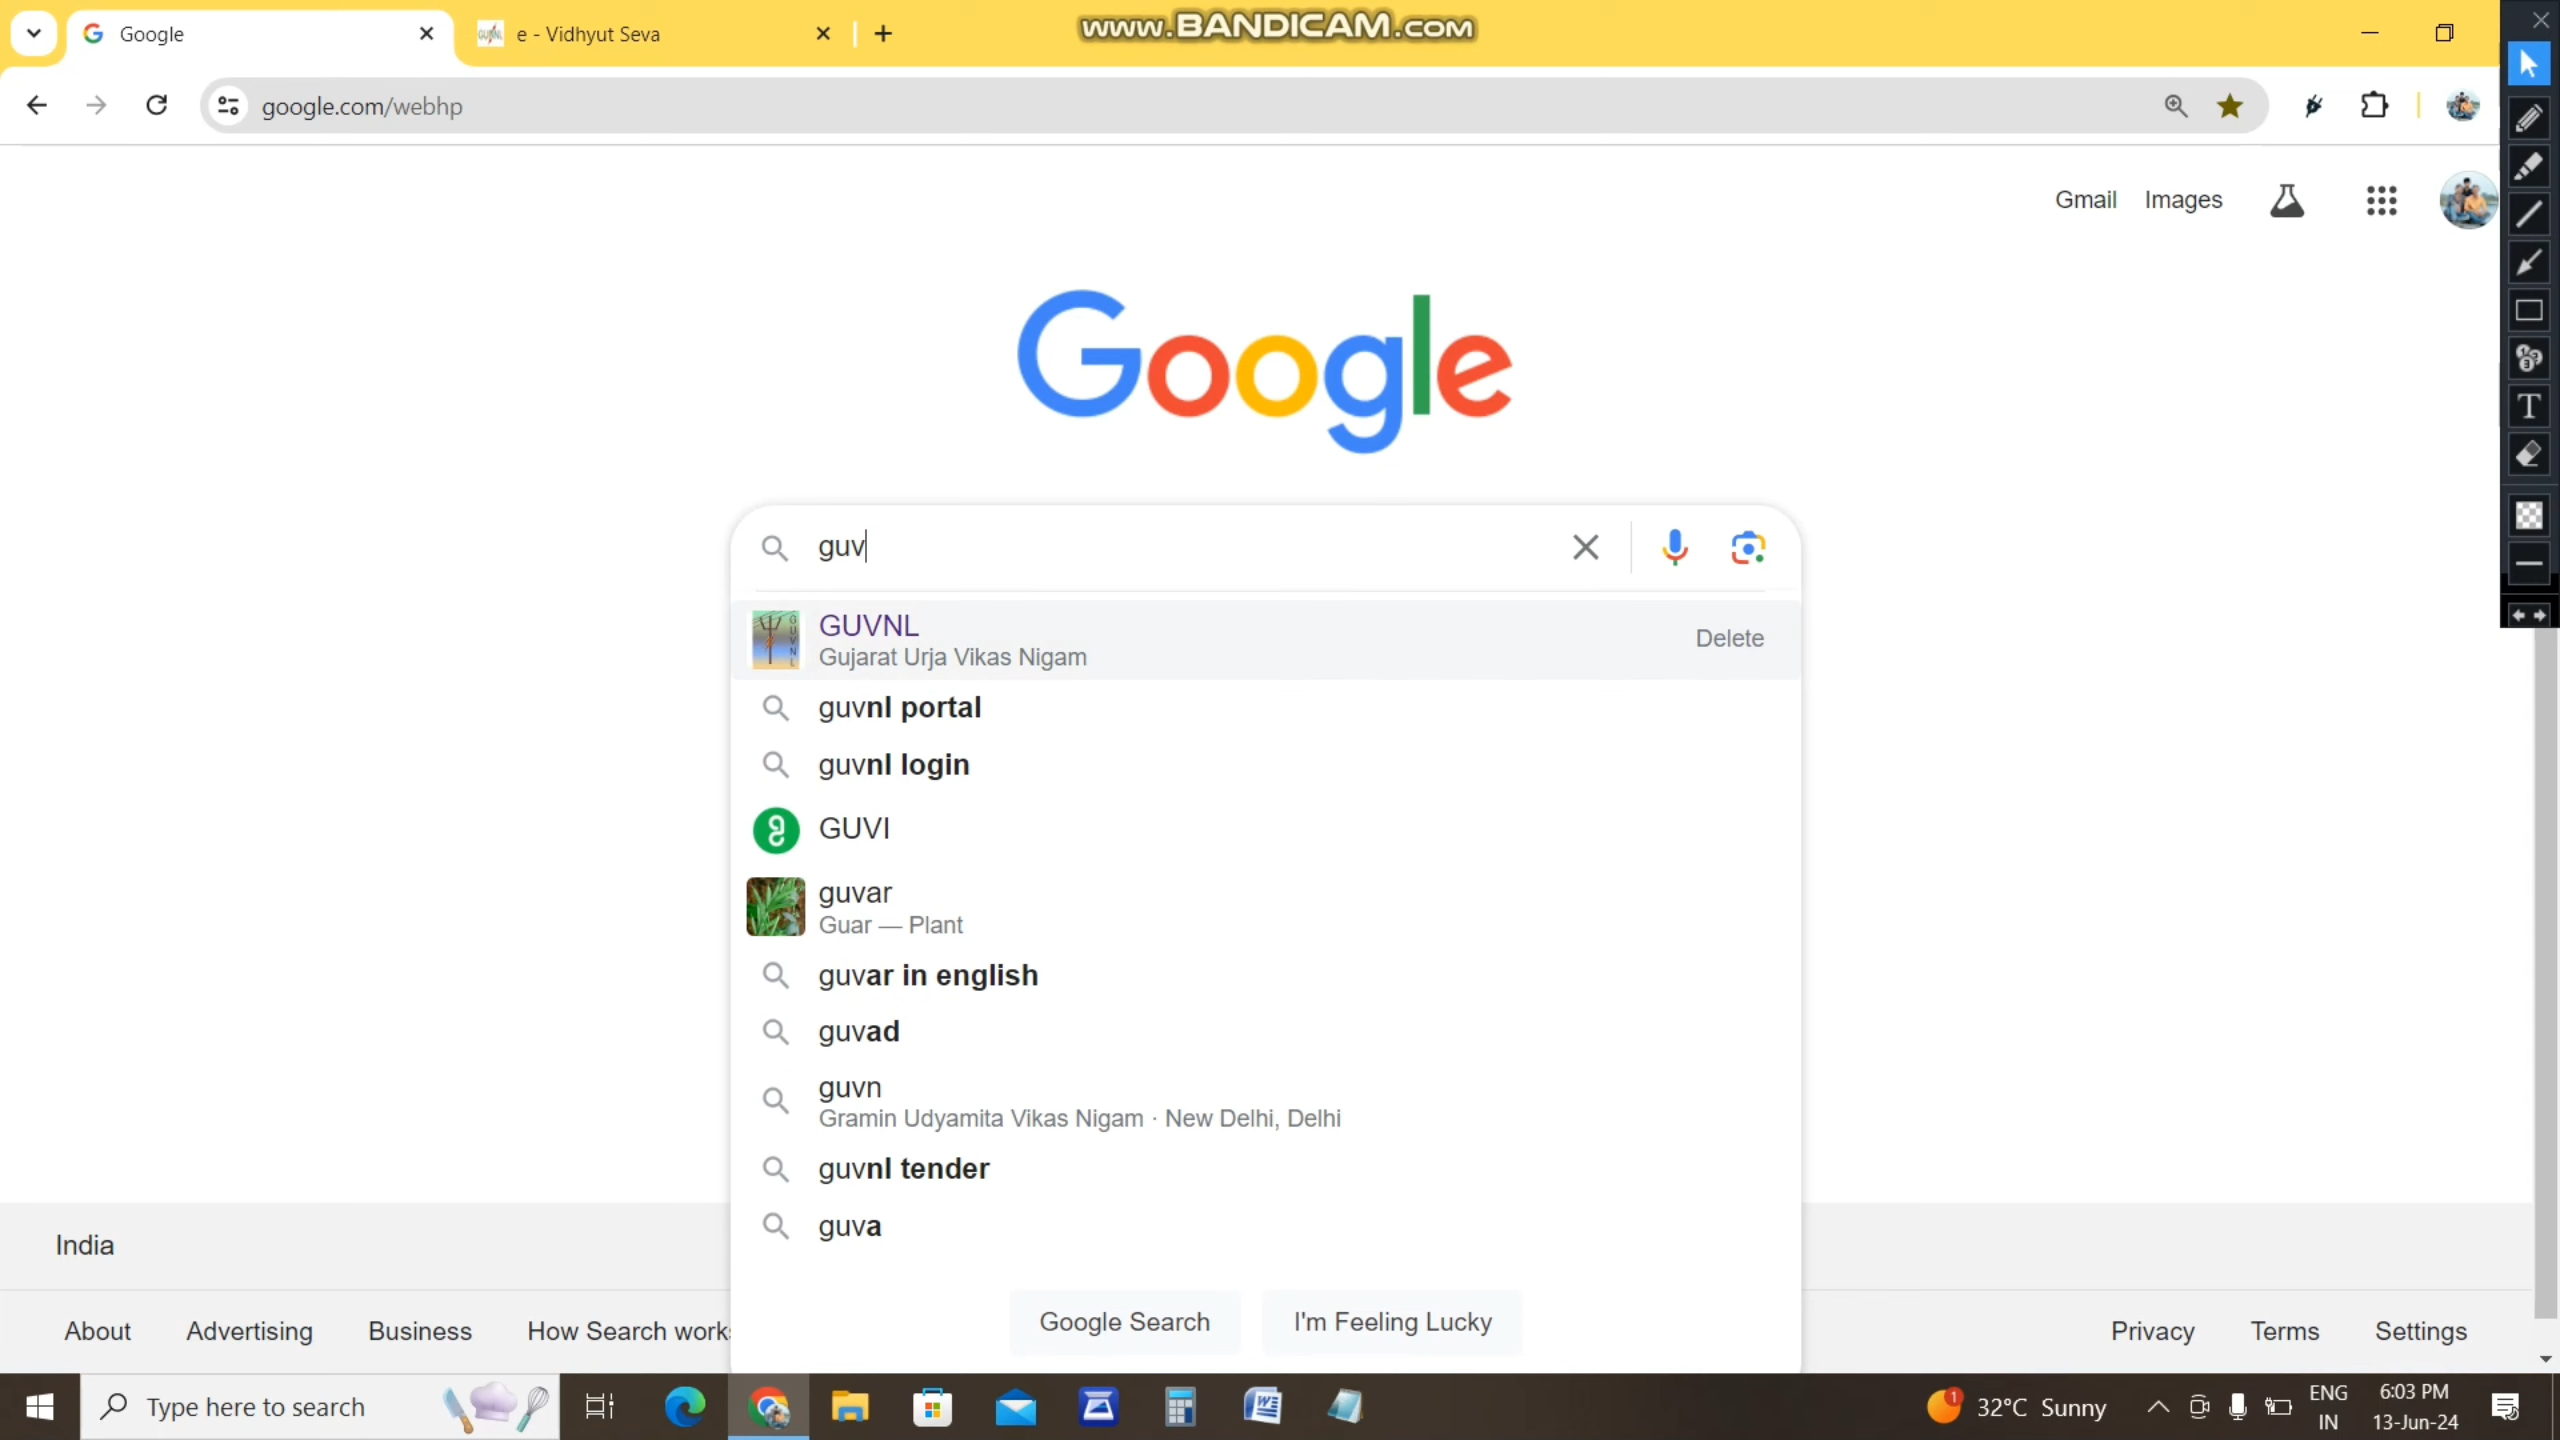 Google
e - Vidhyut Seva
www.BANDICAM.com
google.com/webhp
Gmail
Images
Google
guv
GUVNL
Gujarat Urja Vikas Nigam
Delete
guvnl portal
guvnl login
GUVI
guvar
Guar — Plant
guvar in english
guvad
guvn
Gramin Udyamita Vikas Nigam · New Delhi, Delhi
guvnl tender
guva
Google Search
I'm Feeling Lucky
India
About
Advertising
Business
How Search works
Privacy
Terms
Settings
Type here to search
32°C Sunny
ENG
IN
6:03 PM
13-Jun-24